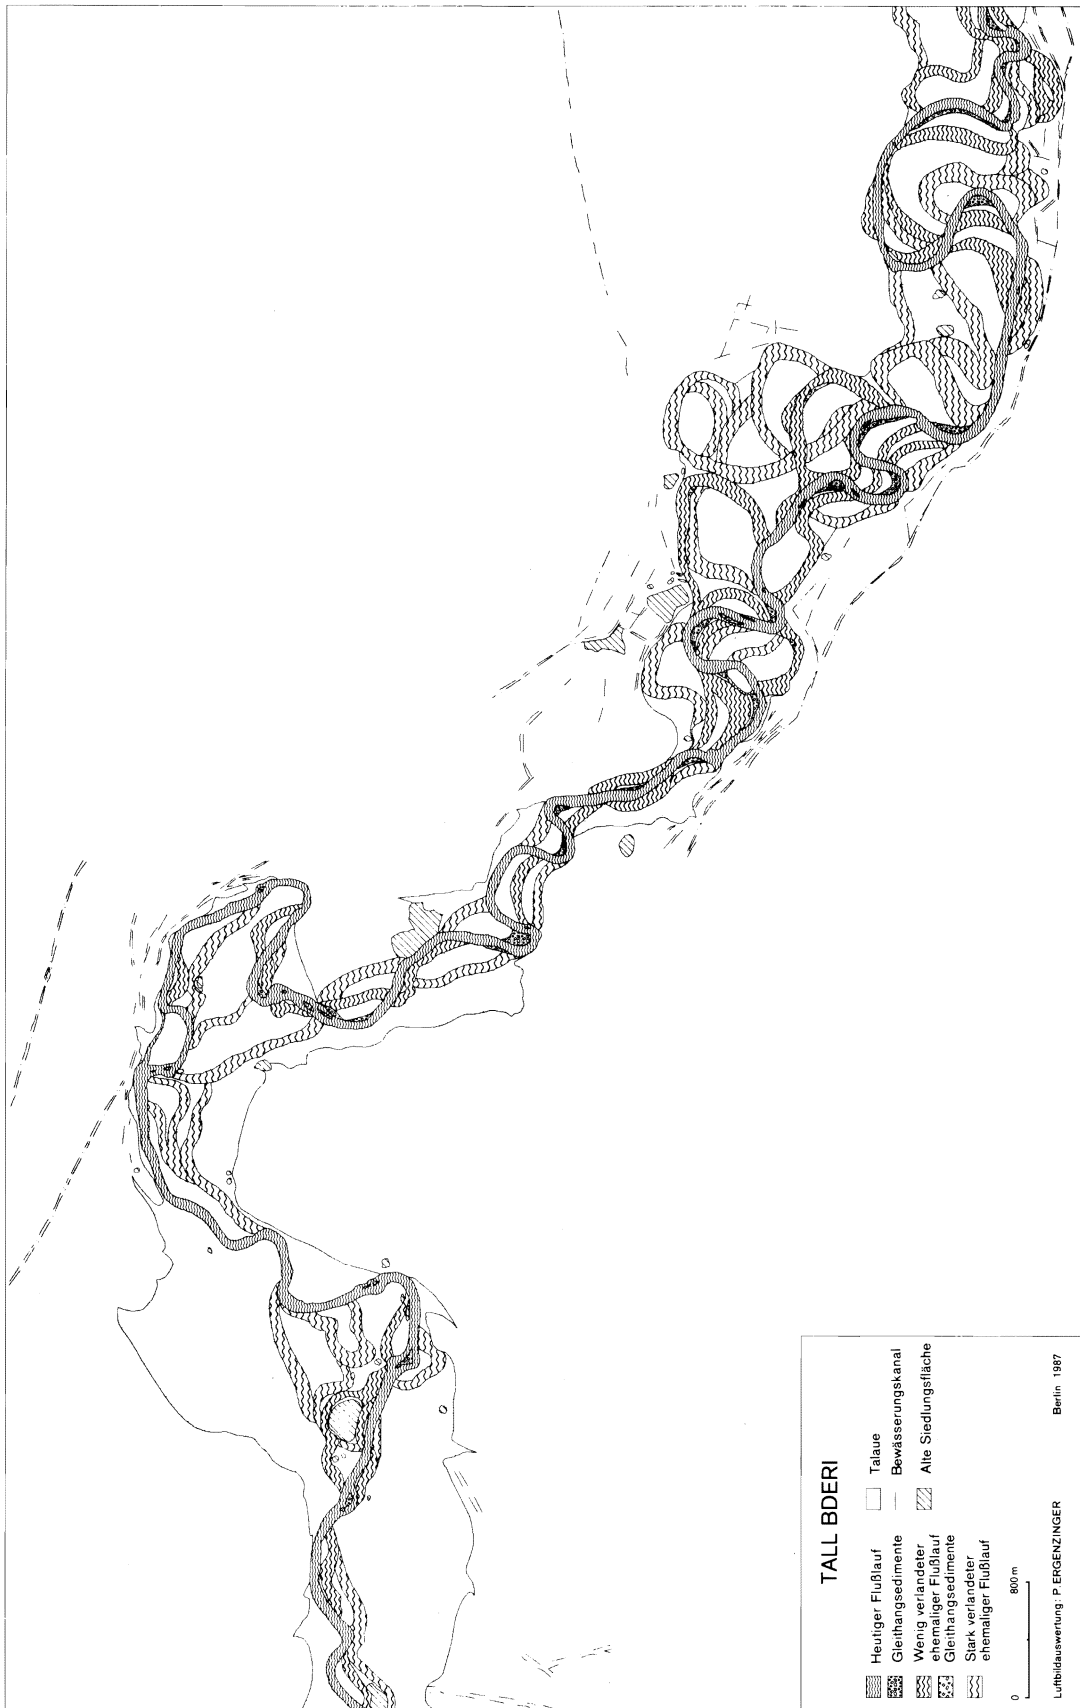 TALL BDERI
Heutiger Flußlauf
Gleithangsedimente
Wenig verlandeter
ehemaliger Flußlauf
Gleithangsedimente
Stark verlandeter
ehemaliger Flußlauf
Talaue
Bewässerungskanal
Alte Siedlungsfläche
0 800 m
Luftbildauswertung: P. ERGENZINGER Berlin 1987